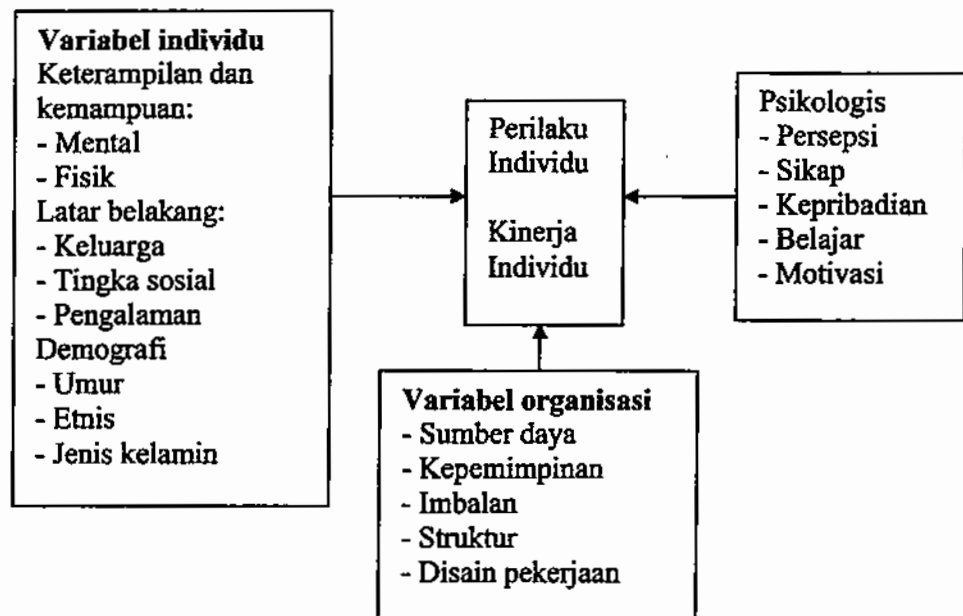 Variabel individu
Keterampilan dan
kemampuan:
- Mental
- Fisik
Latar belakang:
- Keluarga
- Tingka sosial
- Pengalaman
Demografi
- Umur
- Etnis
- Jenis kelamin
Perilaku
Individu
Kinerja
Individu
Psikologis
- Persepsi
- Sikap
- Kepribadian
- Belajar
- Motivasi
Variabel organisasi
- Sumber daya
- Kepemimpinan
- Imbalan
- Struktur
- Disain pekerjaan